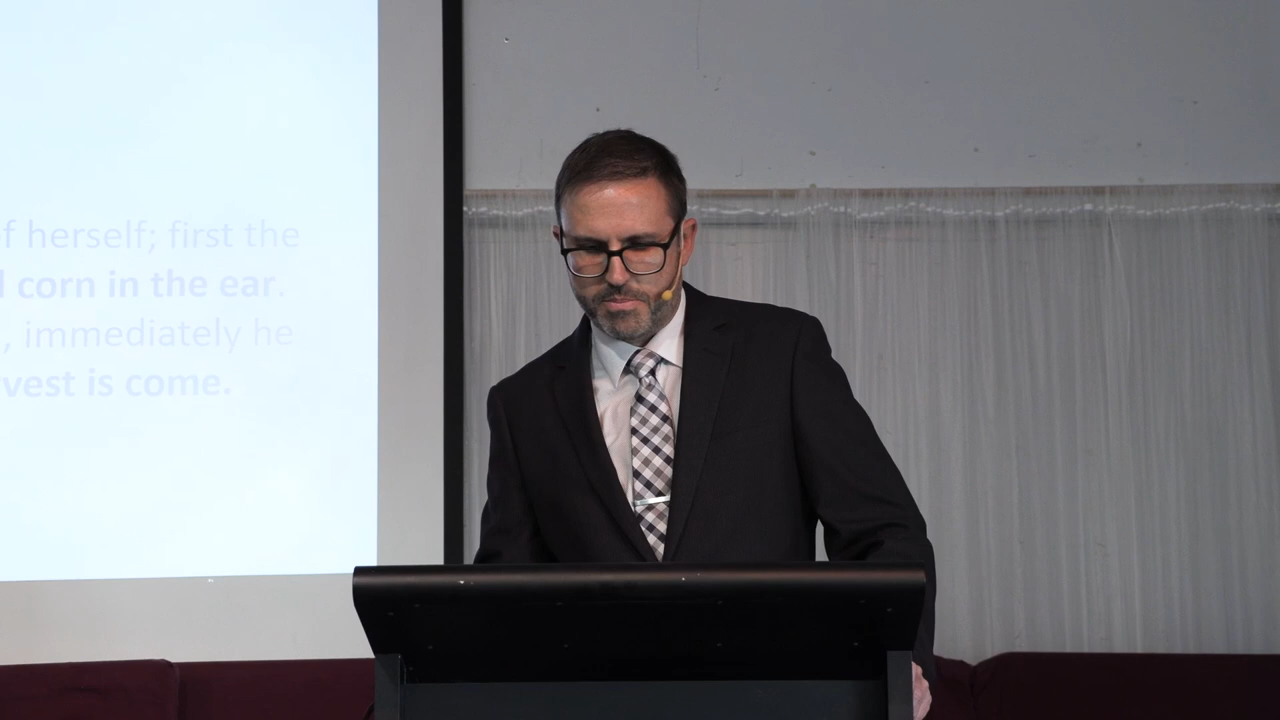 f herself; first the
l corn in the ear.
, immediately he
vest is come.